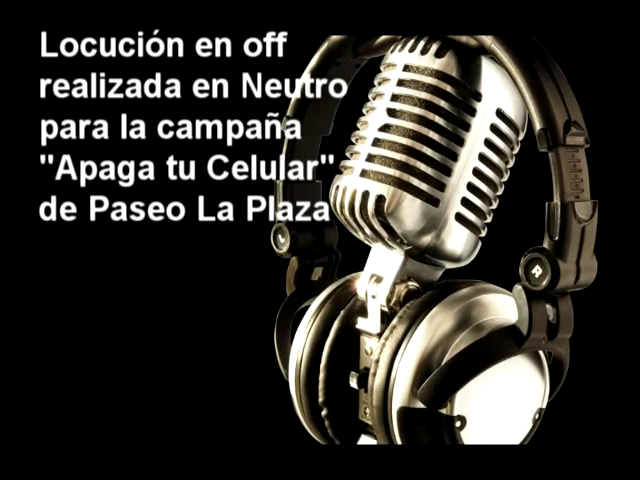 Locución en off
realizada en Neutro
para la campaña
"Apaga tu Celular"
de Paseo La Plaza
L
R